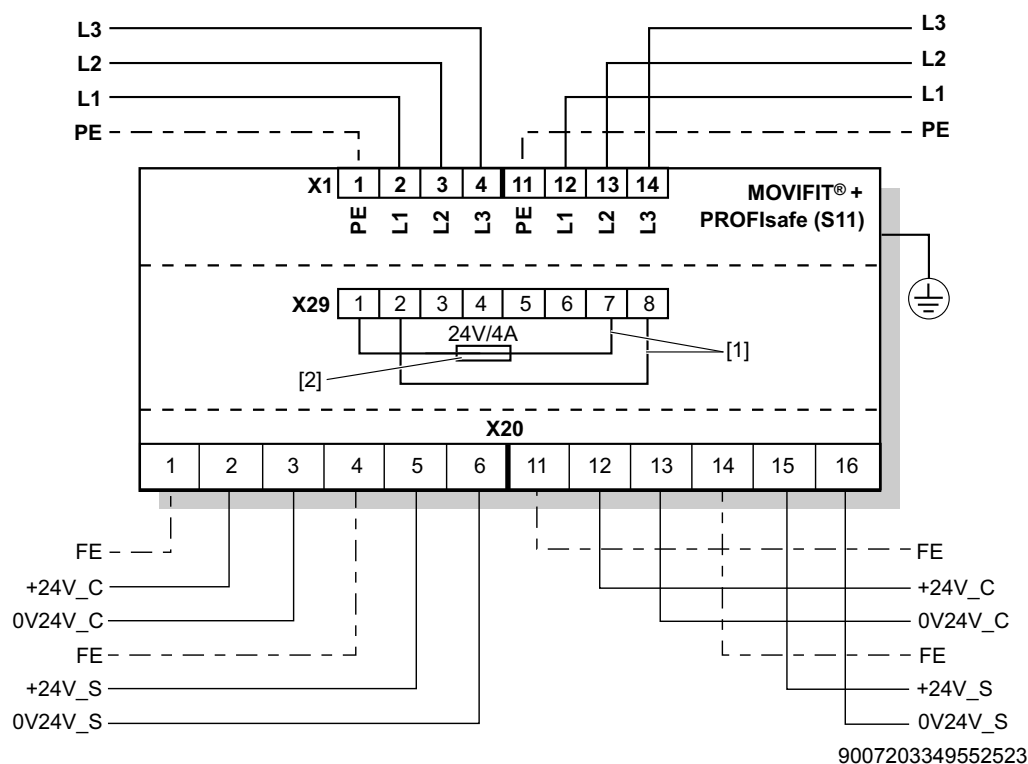 L3 L3
L2 L2
L1 L1
PE PE
X1 1 2 3 4 11 12 13 14
PE L1 L2 L3 PE L1 L2 L3
MOVIFIT® +
PROFIsafe (S11)
X29 1 2 3 4 5 6 7 8
24V/4A
[1]
[2]
X20
1 2 3 4 5 6 11 12 13 14 15 16
FE FE
+24V_C +24V_C
0V24V_C 0V24V_C
FE FE
+24V_S +24V_S
0V24V_S 0V24V_S
9007203349552523